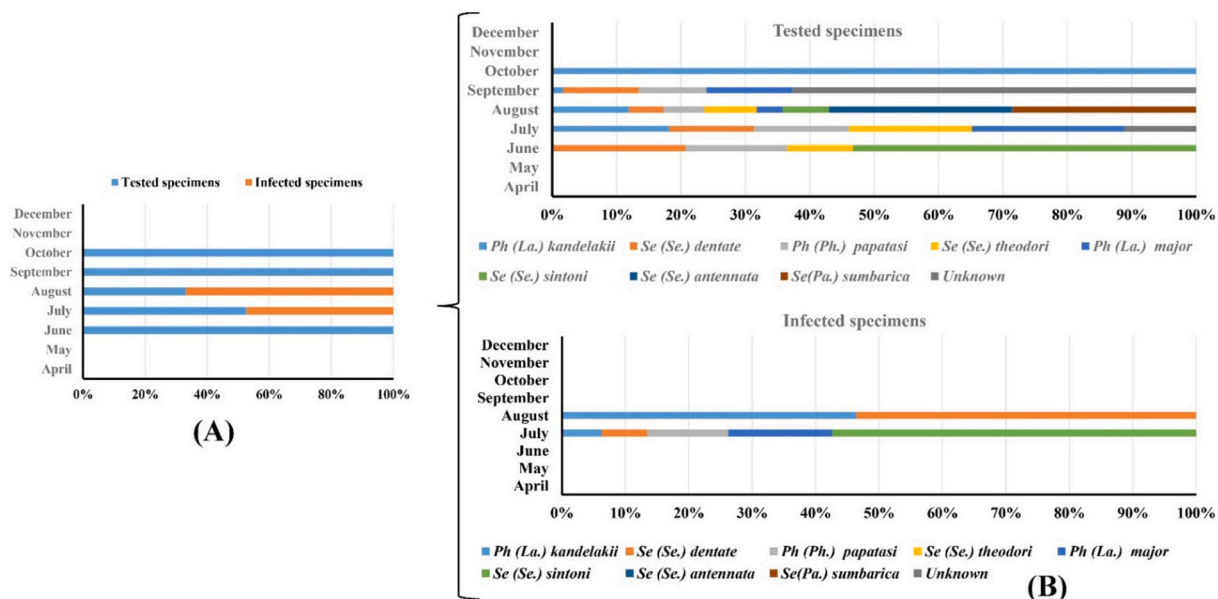 Tested specimens Infected specimens
December
November
October
September
August
July
June
May
April
0% 20% 40% 60% 80% 100%
(A)
Tested specimens
December
November
October
September
August
July
June
May
April
0% 10% 20% 30% 40% 50% 60% 70% 80% 90% 100%
Ph (La.) kandelakii Se (Se.) dentate Ph (Ph.) papatasi Se (Se.) theodori Ph (La.) major
Se (Se.) sintoni Se (Se.) antennata Se(Pa.) sumbarica Unknown
Infected specimens
December
November
October
September
August
July
June
May
April
0% 10% 20% 30% 40% 50% 60% 70% 80% 90% 100%
Ph (La.) kandelakii Se (Se.) dentate Ph (Ph.) papatasi Se (Se.) theodori Ph (La.) major
Se (Se.) sintoni Se (Se.) antennata Se(Pa.) sumbarica Unknown
(B)